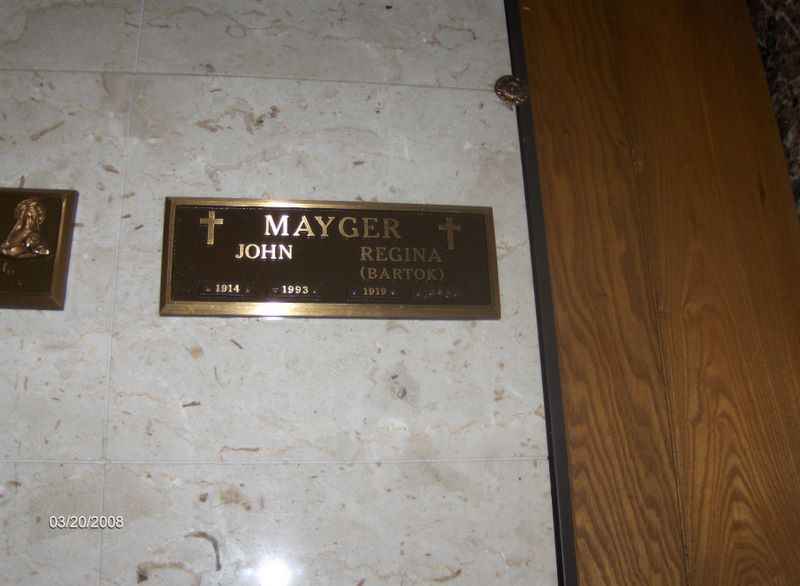 MAYGER
JOHN REGINA
(BARTOK)
1914 1993 1919
03/20/2008